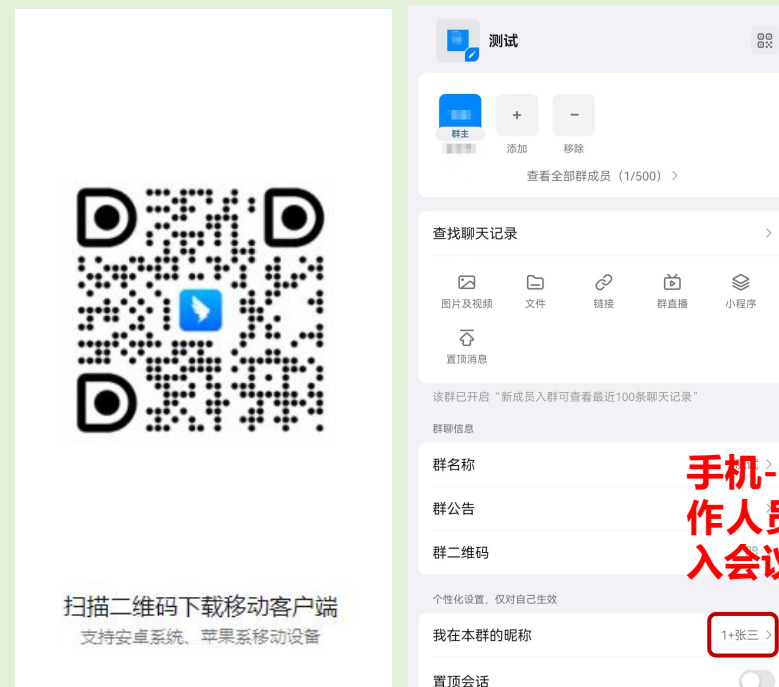 扫描二维码下载移动客户端
支持安卓系统、苹果系移动设备
测试
群主
+
−
添加
移除
查看全部群成员（1/500） >
查找聊天记录 >
图片及视频
文件
链接
群直播
小程序
置顶消息
该群已开启“新成员入群可查看最近100条聊天记录”
群聊信息
群名称
群公告
群二维码
手机-
作人员
入会议
个性化设置，仅对自己生效
我在本群的昵称
1+张三 >
置顶会话